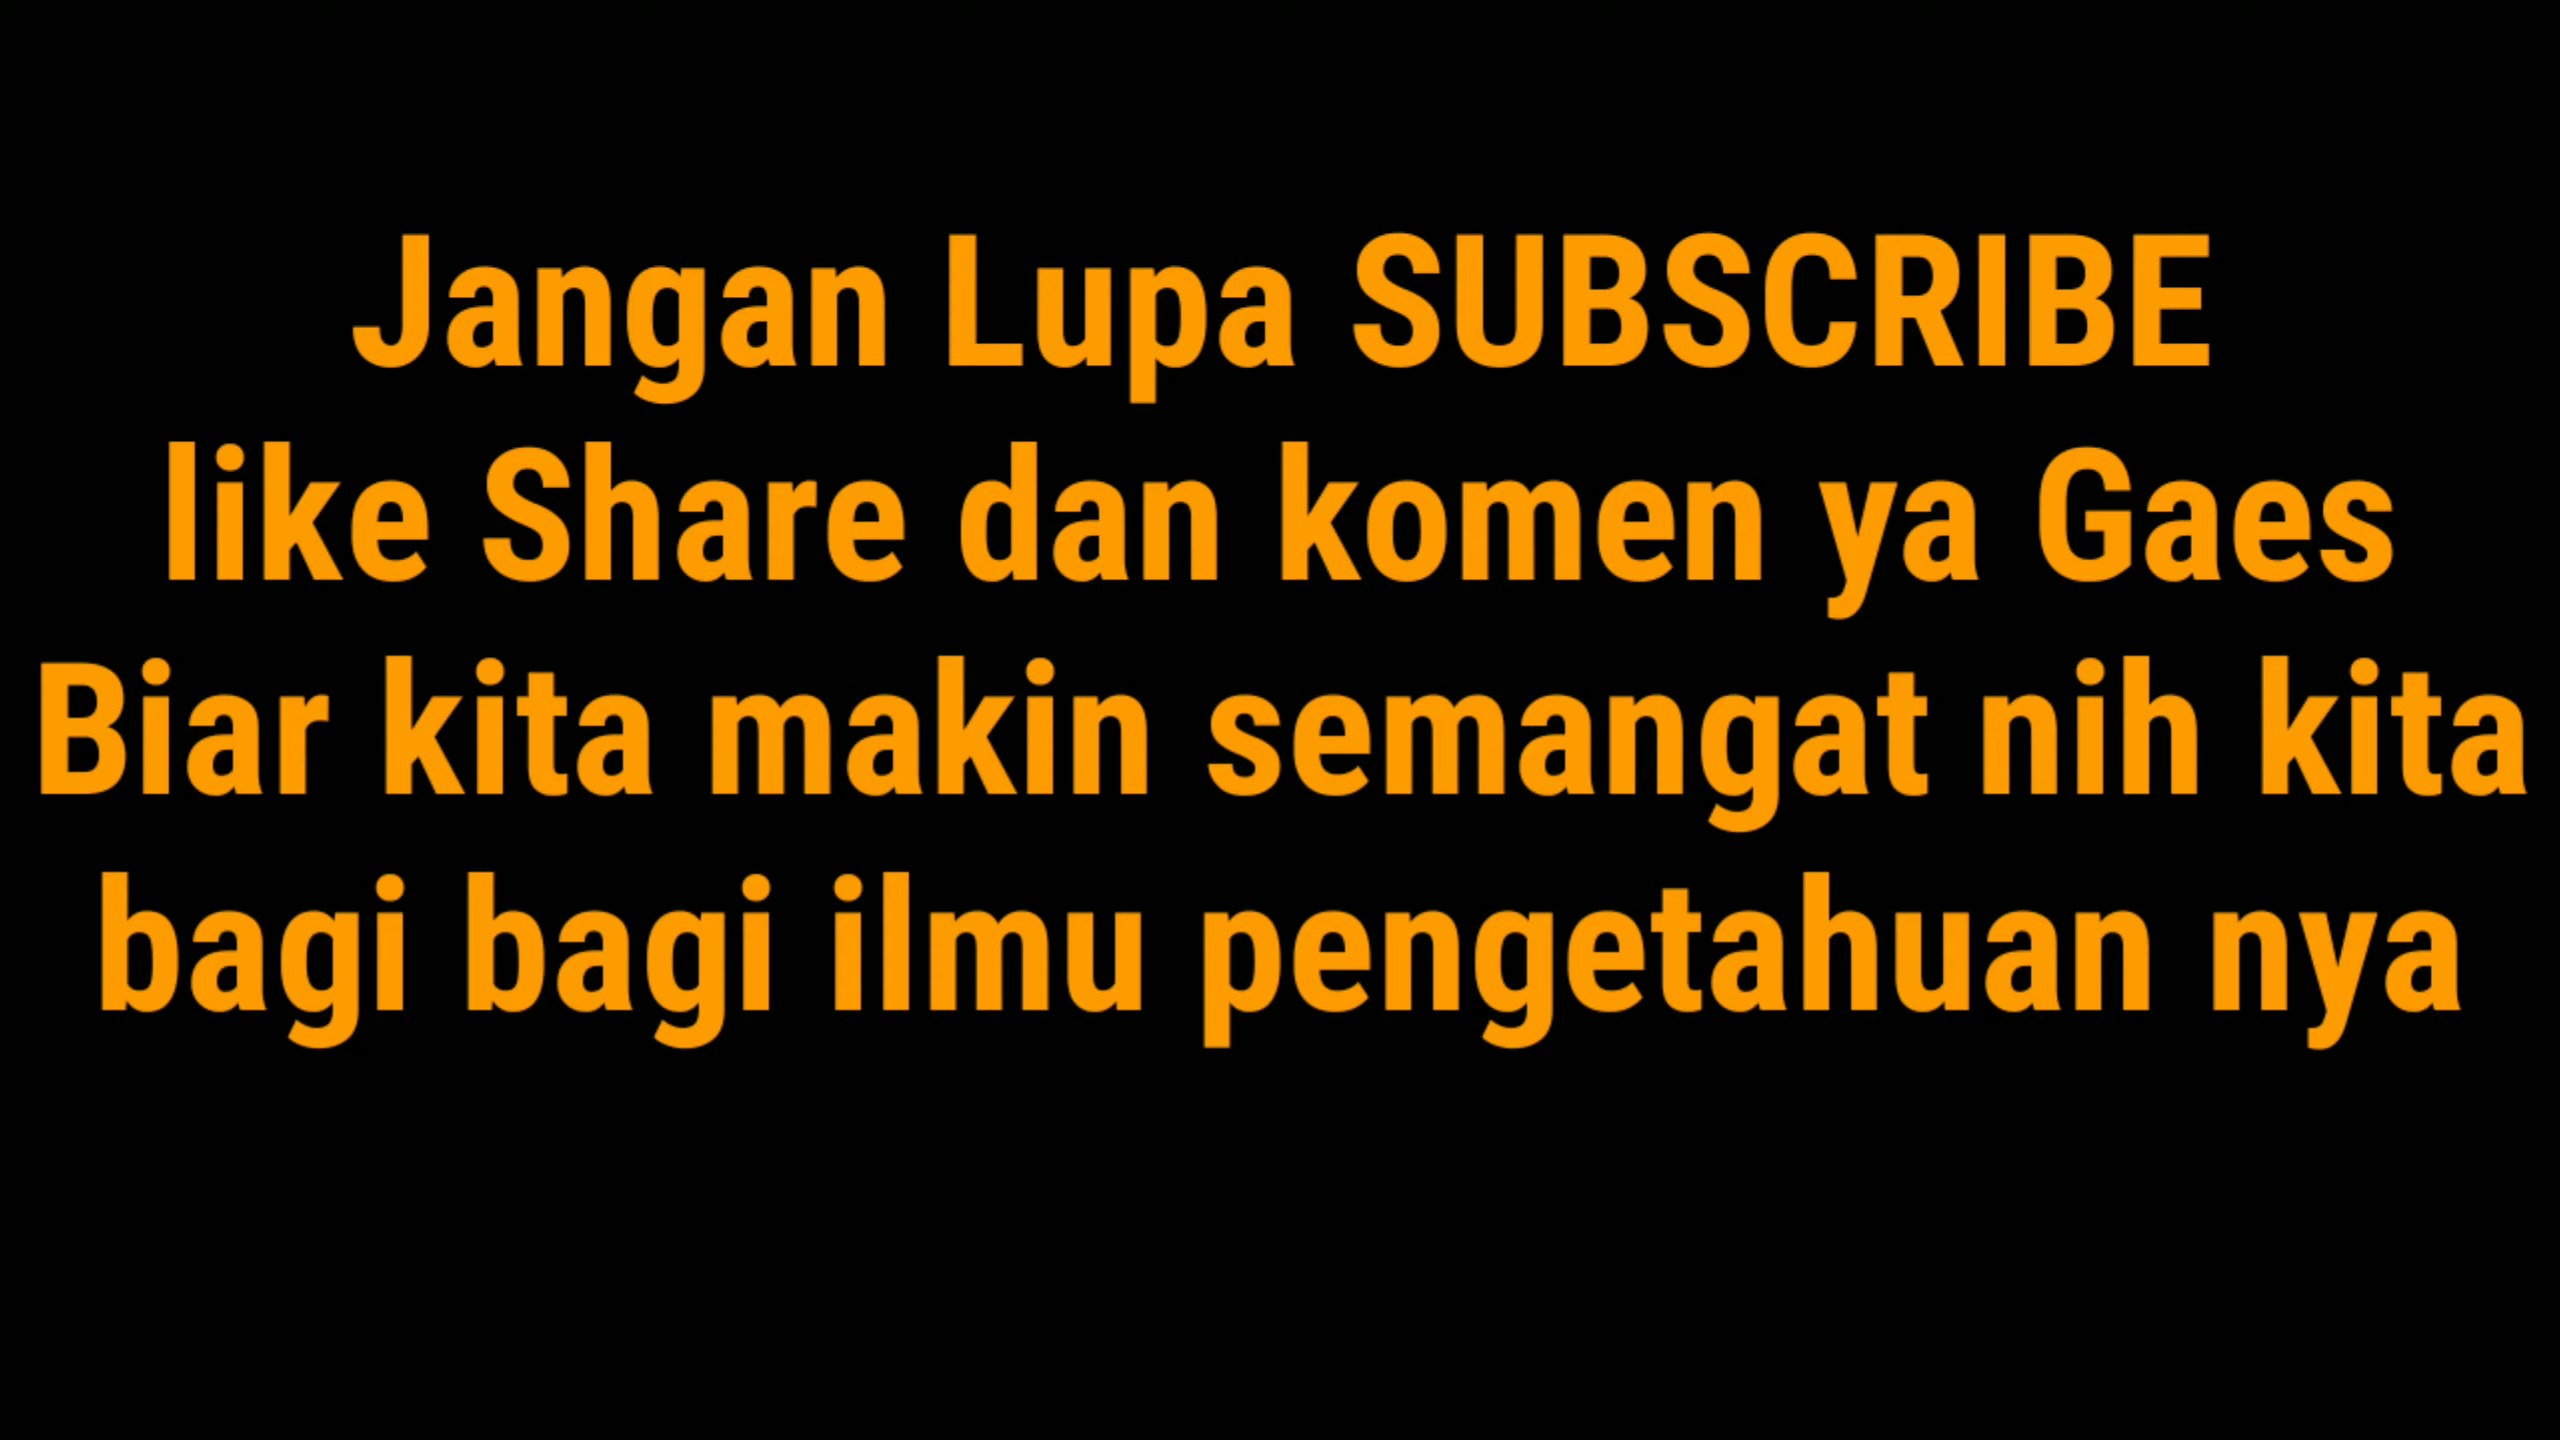 Jangan Lupa SUBSCRIBE
like Share dan komen ya Gaes
Biar kita makin semangat nih kita
bagi bagi ilmu pengetahuan nya